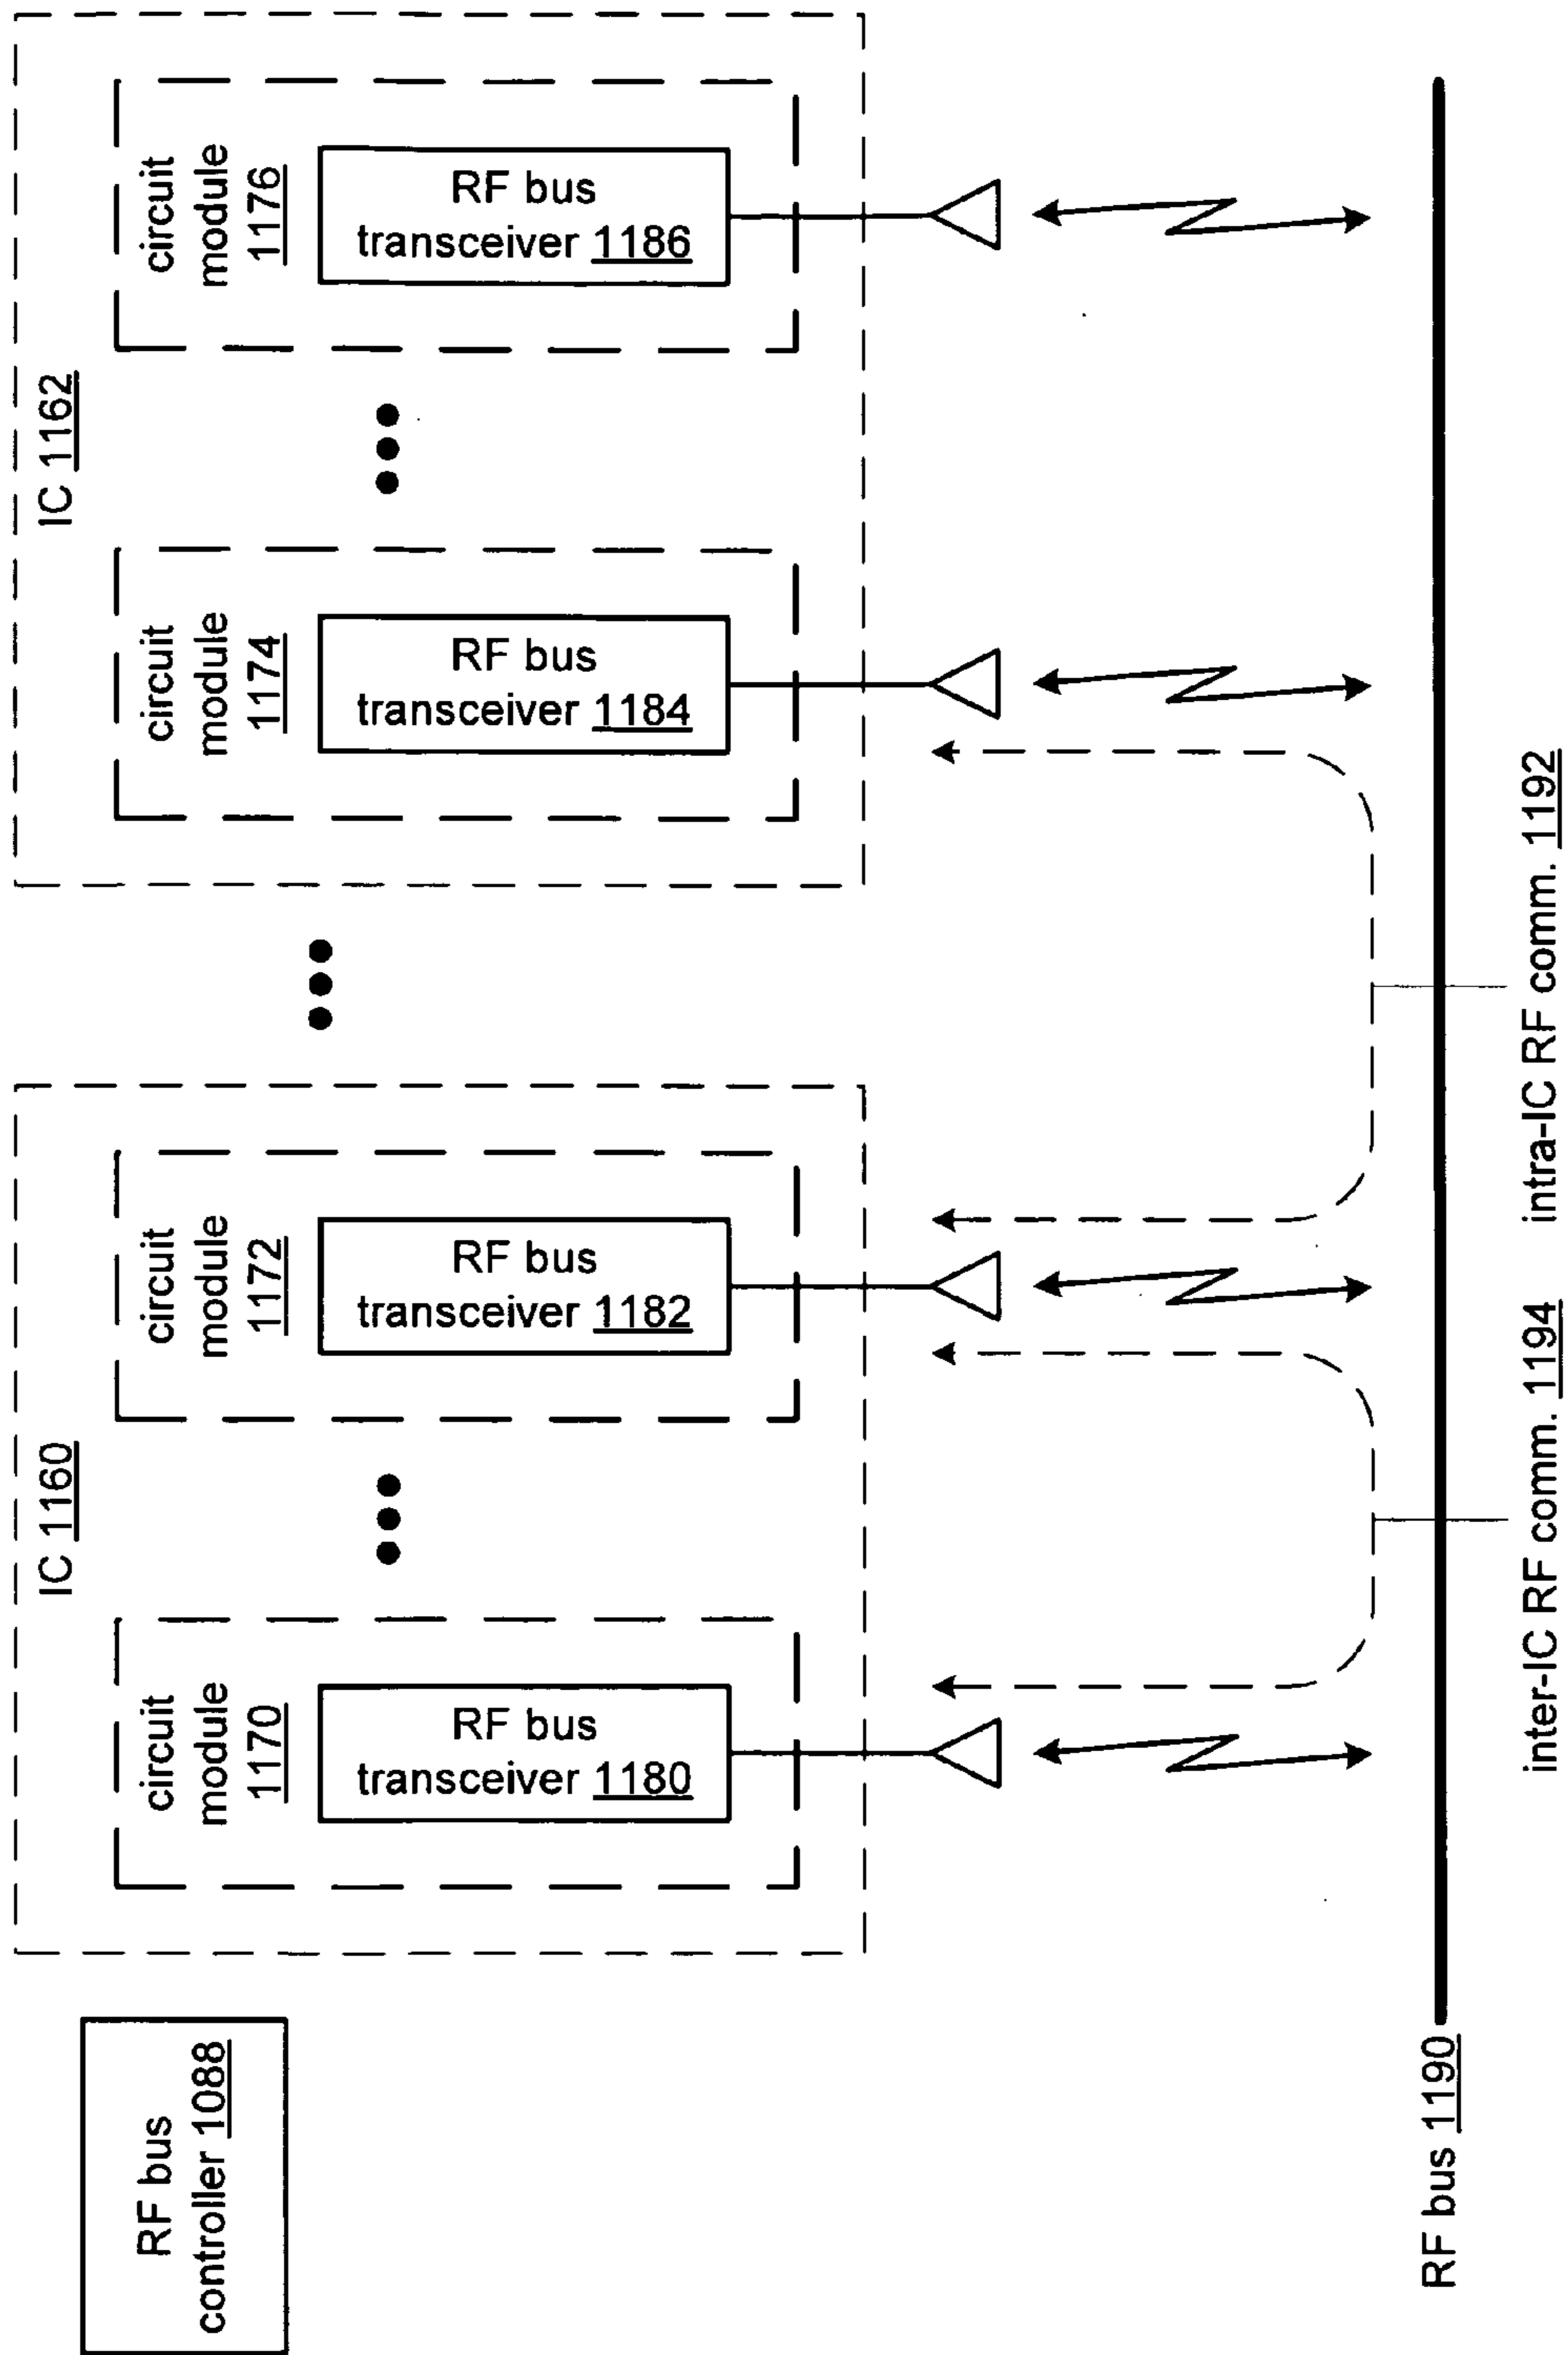 RF bus
controller 1088
IC 1160
circuit
module
1170
RF bus
transceiver 1180
circuit
module
1172
RF bus
transceiver 1182
IC 1162
circuit
module
1174
RF bus
transceiver 1184
circuit
module
1176
RF bus
transceiver 1186
RF bus 1190
inter-IC RF comm. 1194
intra-IC RF comm. 1192